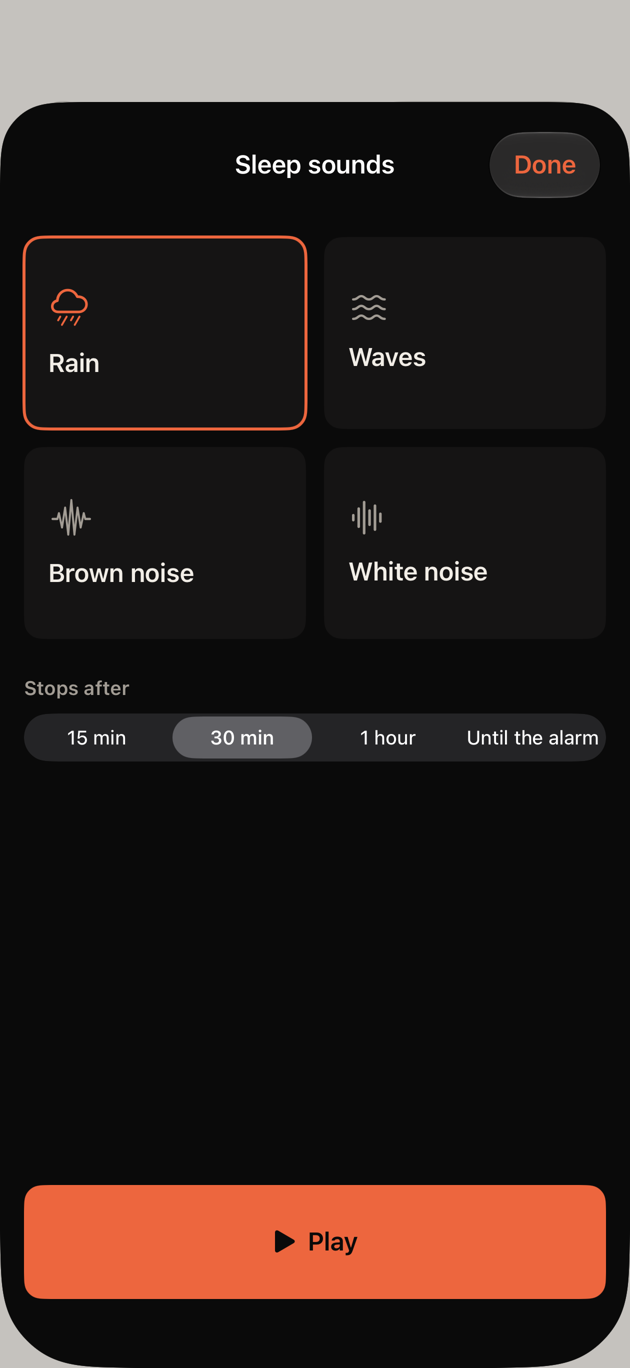 Sleep sounds
Done
Rain
Waves
Brown noise
White noise
Stops after
15 min
30 min
1 hour
Until the alarm
Play